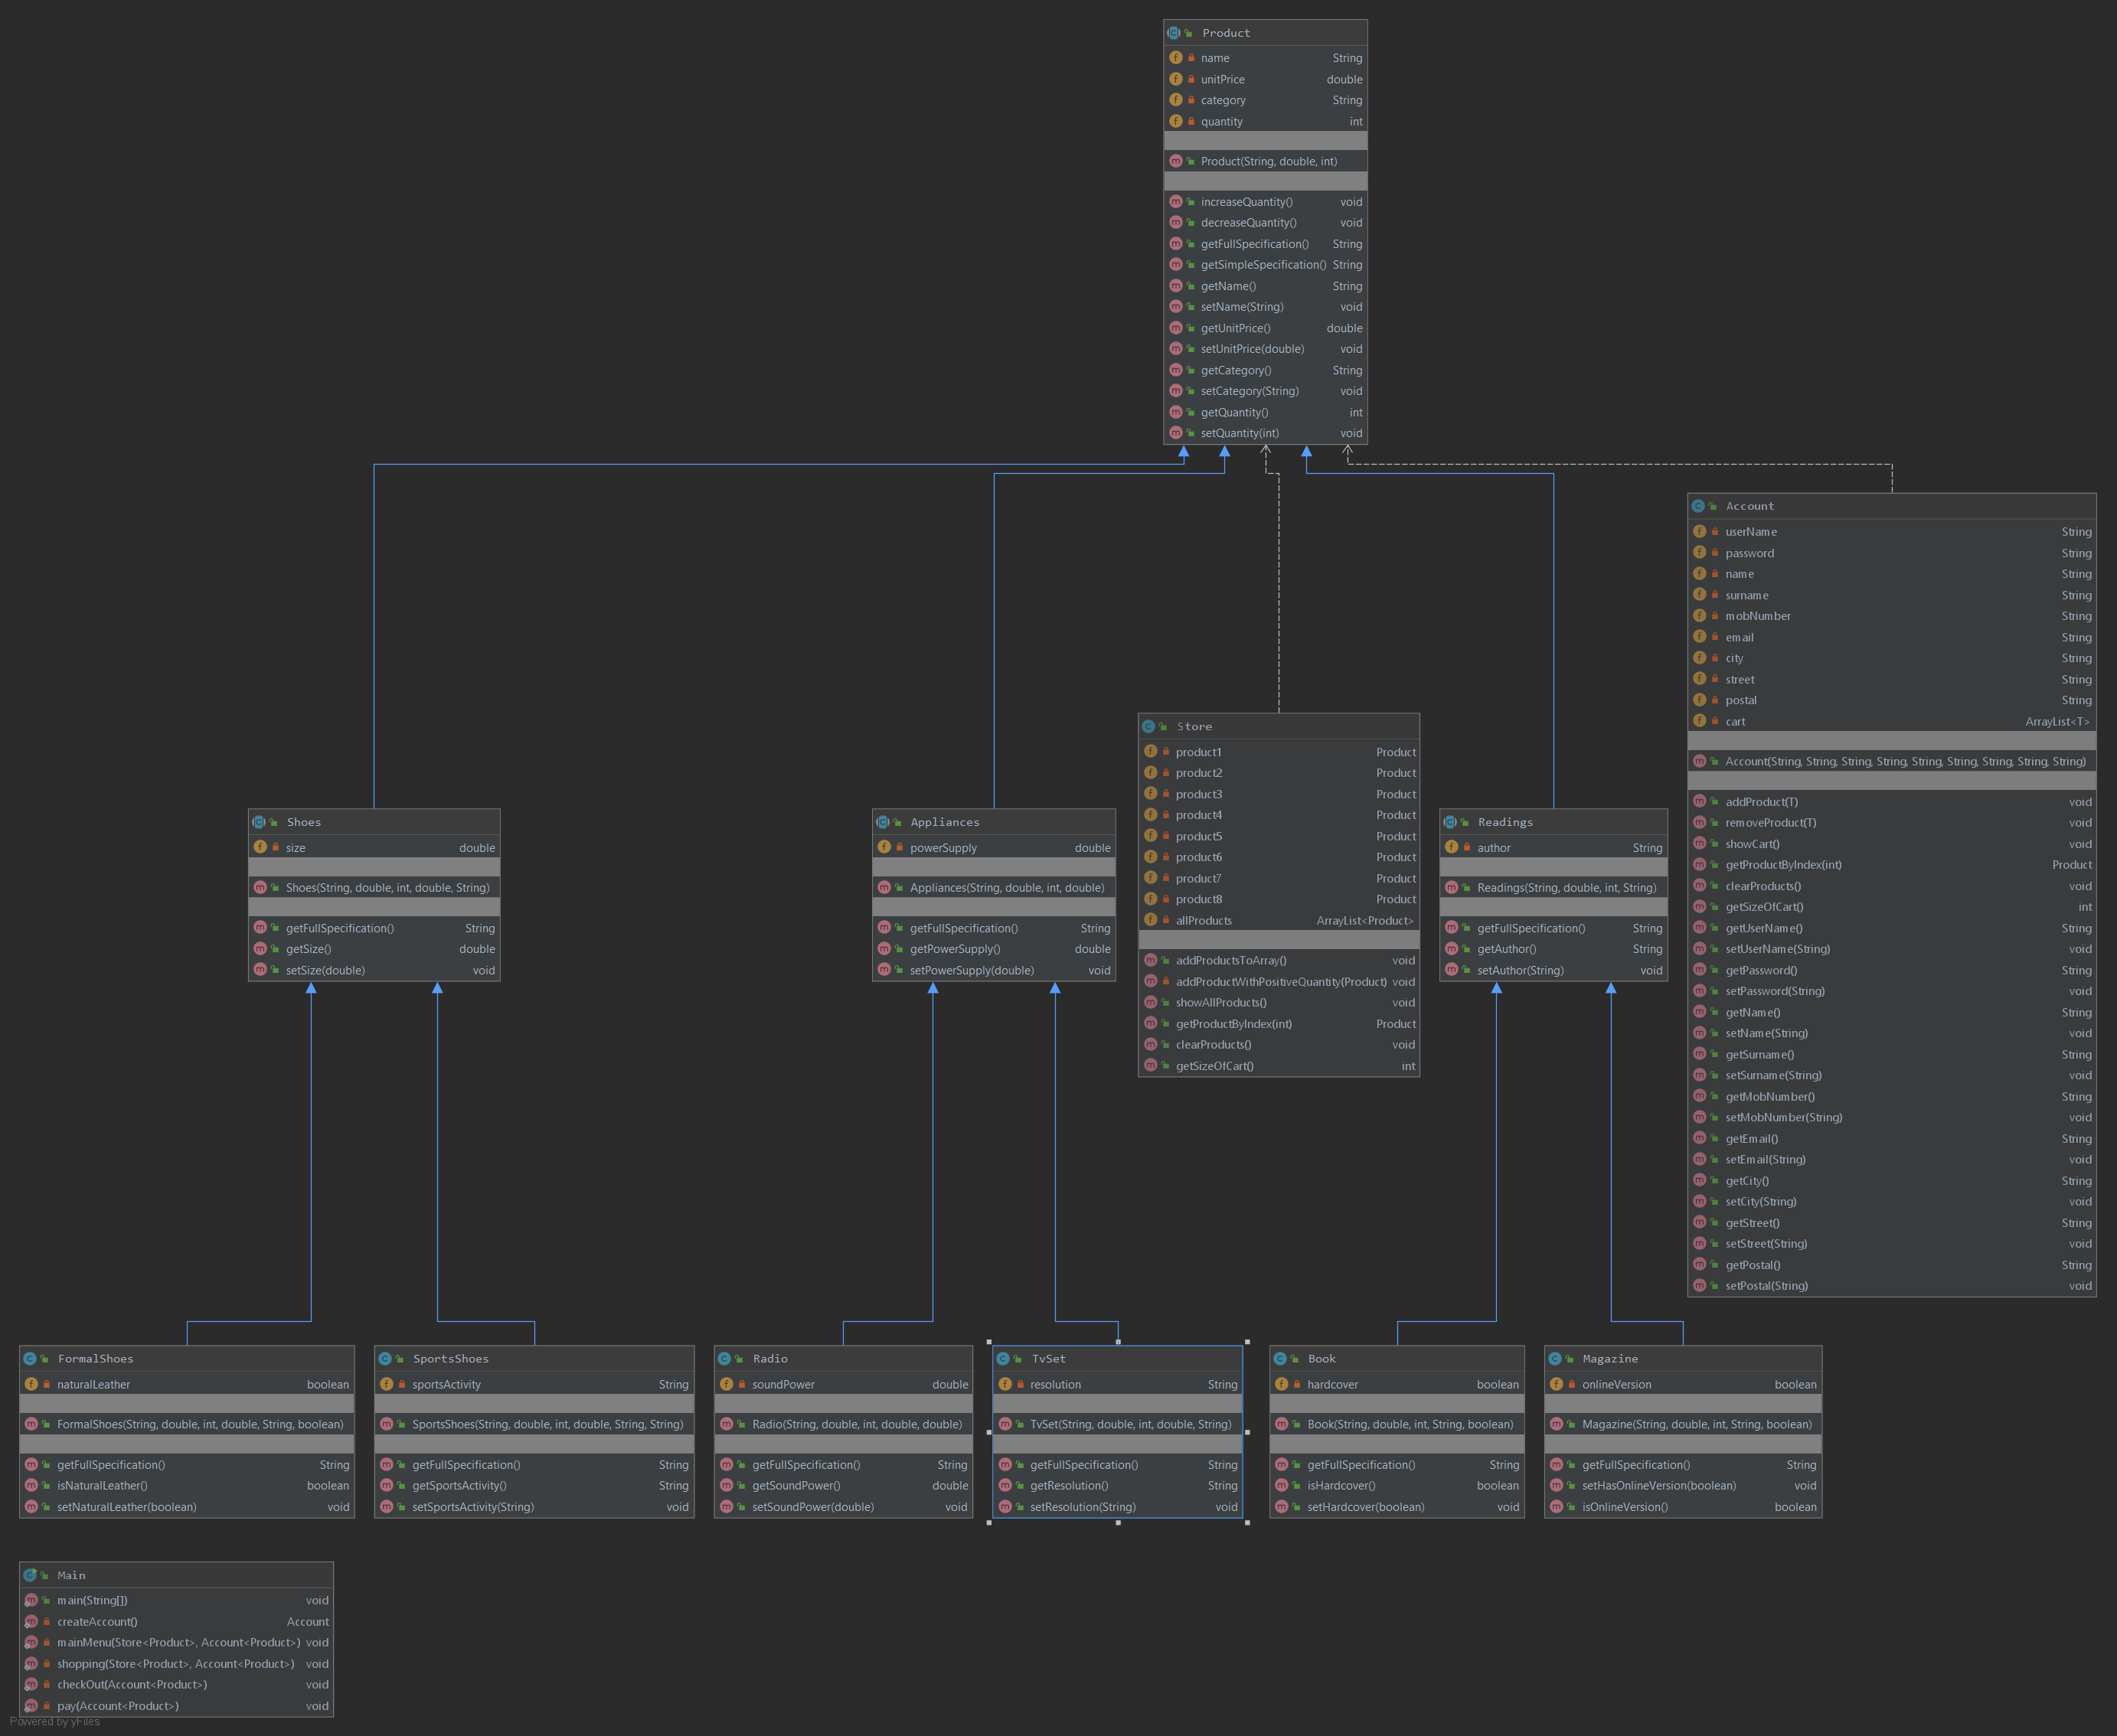 Product
name String
unitPrice double
category String
quantity int
Product(String, double, int)
increaseQuantity() void
decreaseQuantity() void
getFullSpecification() String
getSimpleSpecification() String
getName() String
setName(String) void
getUnitPrice() double
setUnitPrice(double) void
getCategory() String
setCategory(String) void
getQuantity() int
setQuantity(int) void
Account
userName String
password String
name String
surname String
mobNumber String
email String
city String
street String
postal String
cart ArrayList<T>
Account(String, String, String, String, String, String, String, String, String)
addProduct(T) void
removeProduct(T) void
showCart() void
getProductByIndex(int) Product
clearProducts() void
getSizeOfCart() int
getUserName() String
setUserName(String) void
getPassword() String
setPassword(String) void
getName() String
setName(String) void
getSurname() String
setSurname(String) void
getMobNumber() String
setMobNumber(String) void
getEmail() String
setEmail(String) void
getCity() String
setCity(String) void
getStreet() String
setStreet(String) void
getPostal() String
setPostal(String) void
Store
product1 Product
product2 Product
product3 Product
product4 Product
product5 Product
product6 Product
product7 Product
product8 Product
allProducts ArrayList<Product>
addProductsToArray() void
addProductWithPositiveQuantity(Product) void
showAllProducts() void
getProductByIndex(int) Product
clearProducts() void
getSizeOfCart() int
Shoes
size double
Shoes(String, double, int, double, String)
getFullSpecification() String
getSize() double
setSize(double) void
Appliances
powerSupply double
Appliances(String, double, int, double)
getFullSpecification() String
getPowerSupply() double
setPowerSupply(double) void
Readings
author String
Readings(String, double, int, String)
getFullSpecification() String
getAuthor() String
setAuthor(String) void
FormalShoes
naturalLeather boolean
FormalShoes(String, double, int, double, String, boolean)
getFullSpecification() String
isNaturalLeather() boolean
setNaturalLeather(boolean) void
SportsShoes
sportsActivity String
SportsShoes(String, double, int, double, String, String)
getFullSpecification() String
getSportsActivity() String
setSportsActivity(String) void
Radio
soundPower double
Radio(String, double, int, double, double)
getFullSpecification() String
getSoundPower() double
setSoundPower(double) void
TvSet
resolution String
TvSet(String, double, int, double, String)
getFullSpecification() String
getResolution() String
setResolution(String) void
Book
hardcover boolean
Book(String, double, int, String, boolean)
getFullSpecification() String
isHardcover() boolean
setHardcover(boolean) void
Magazine
onlineVersion boolean
Magazine(String, double, int, String, boolean)
getFullSpecification() String
setHasOnlineVersion(boolean) void
isOnlineVersion() boolean
Main
main(String[]) void
createAccount() Account
mainMenu(Store<Product>, Account<Product>) void
shopping(Store<Product>, Account<Product>) void
checkOut(Account<Product>) void
pay(Account<Product>) void
Powered by yFiles